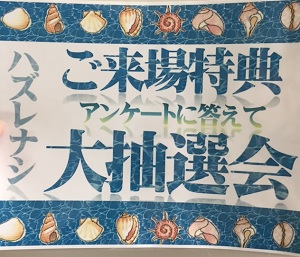 ハズレナシ
ご来場特典
アンケートに答えて
大抽選会